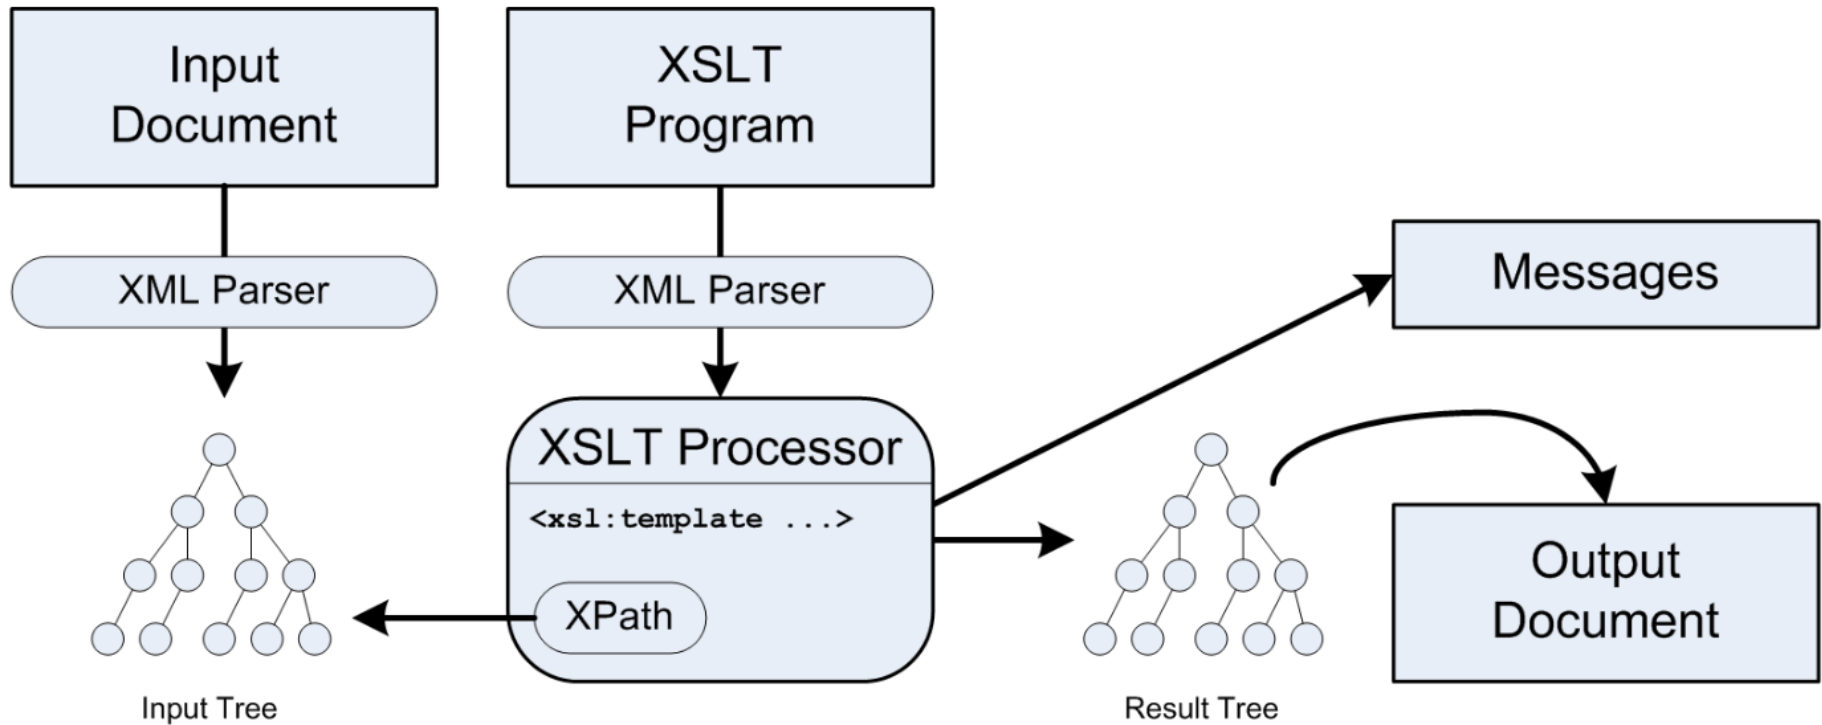 Input
Document
XSLT
Program
XML Parser
XML Parser
Messages
XSLT Processor
<xsl:template ...>
XPath
Output
Document
Input Tree
Result Tree